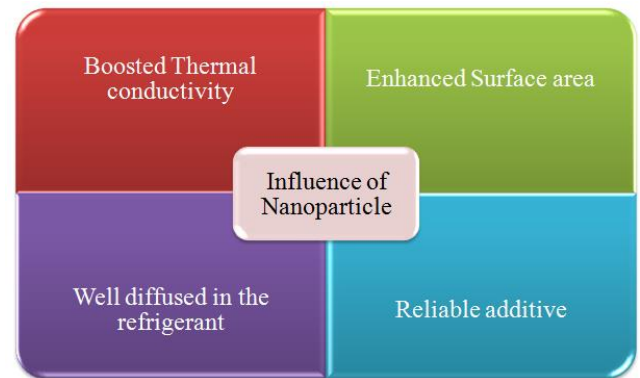 Boosted Thermal
conductivity
Enhanced Surface area
Influence of
Nanoparticle
Well diffused in the
refrigerant
Reliable additive